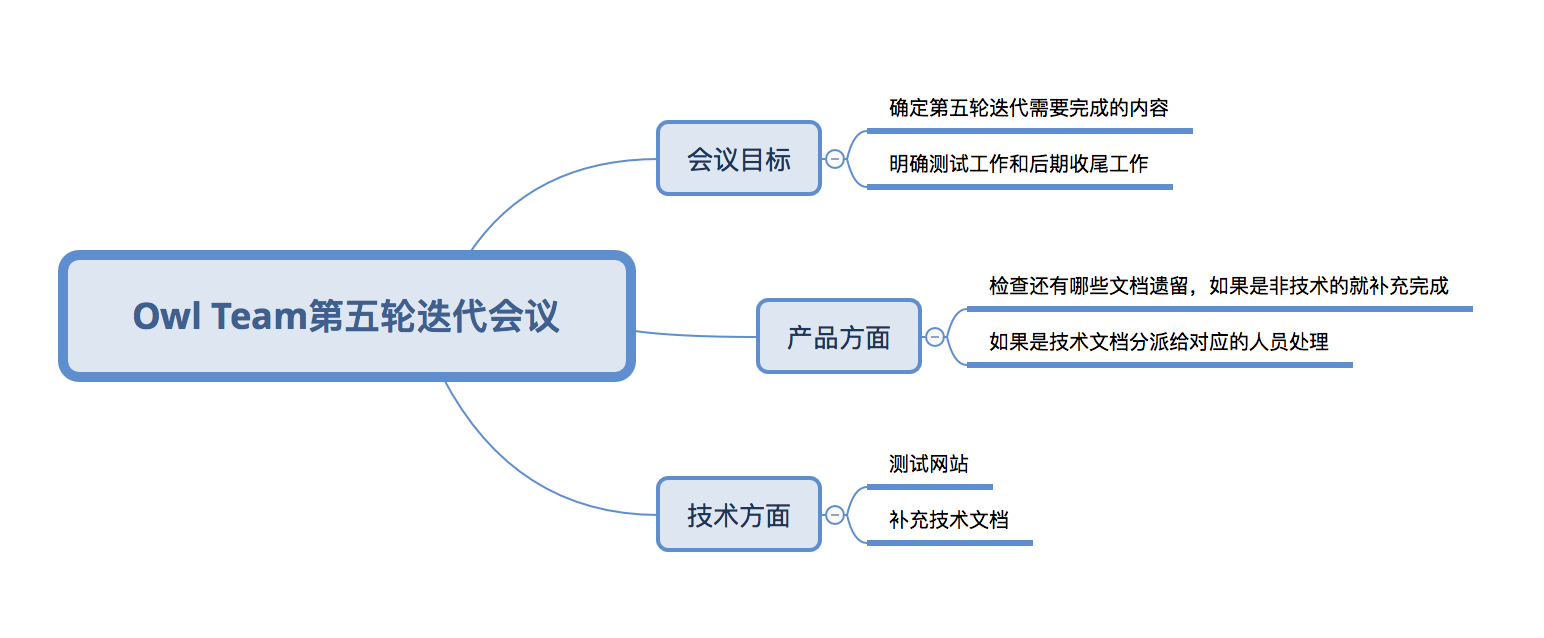 Owl Team第五轮迭代会议
会议目标
确定第五轮迭代需要完成的内容
明确测试工作和后期收尾工作
产品方面
检查还有哪些文档遗留，如果是非技术的就补充完成
如果是技术文档分派给对应的人员处理
技术方面
测试网站
补充技术文档